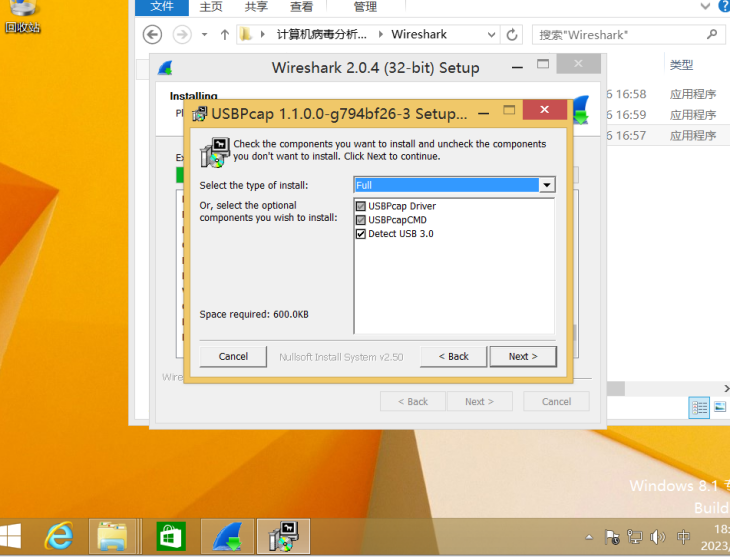 文件 主页 共享 查看 管理
回收站
计算机病毒分析... Wireshark 搜索"Wireshark"
Wireshark 2.0.4 (32-bit) Setup
类型
Installing
6 16:58 应用程序
6 16:59 应用程序
6 16:57 应用程序
USBPcap 1.1.0.0-g794bf26-3 Setup...
Check the components you want to install and uncheck the components
you don't want to install. Click Next to continue.
Select the type of install: Full
Or, select the optional
components you wish to install:
USBPcap Driver
USBPcapCMD
Detect USB 3.0
Space required: 600.0KB
Cancel Nullsoft Install System v2.50 < Back Next >
Wire
< Back Next > Cancel
Windows 8.1
Build
中 18:
2023/